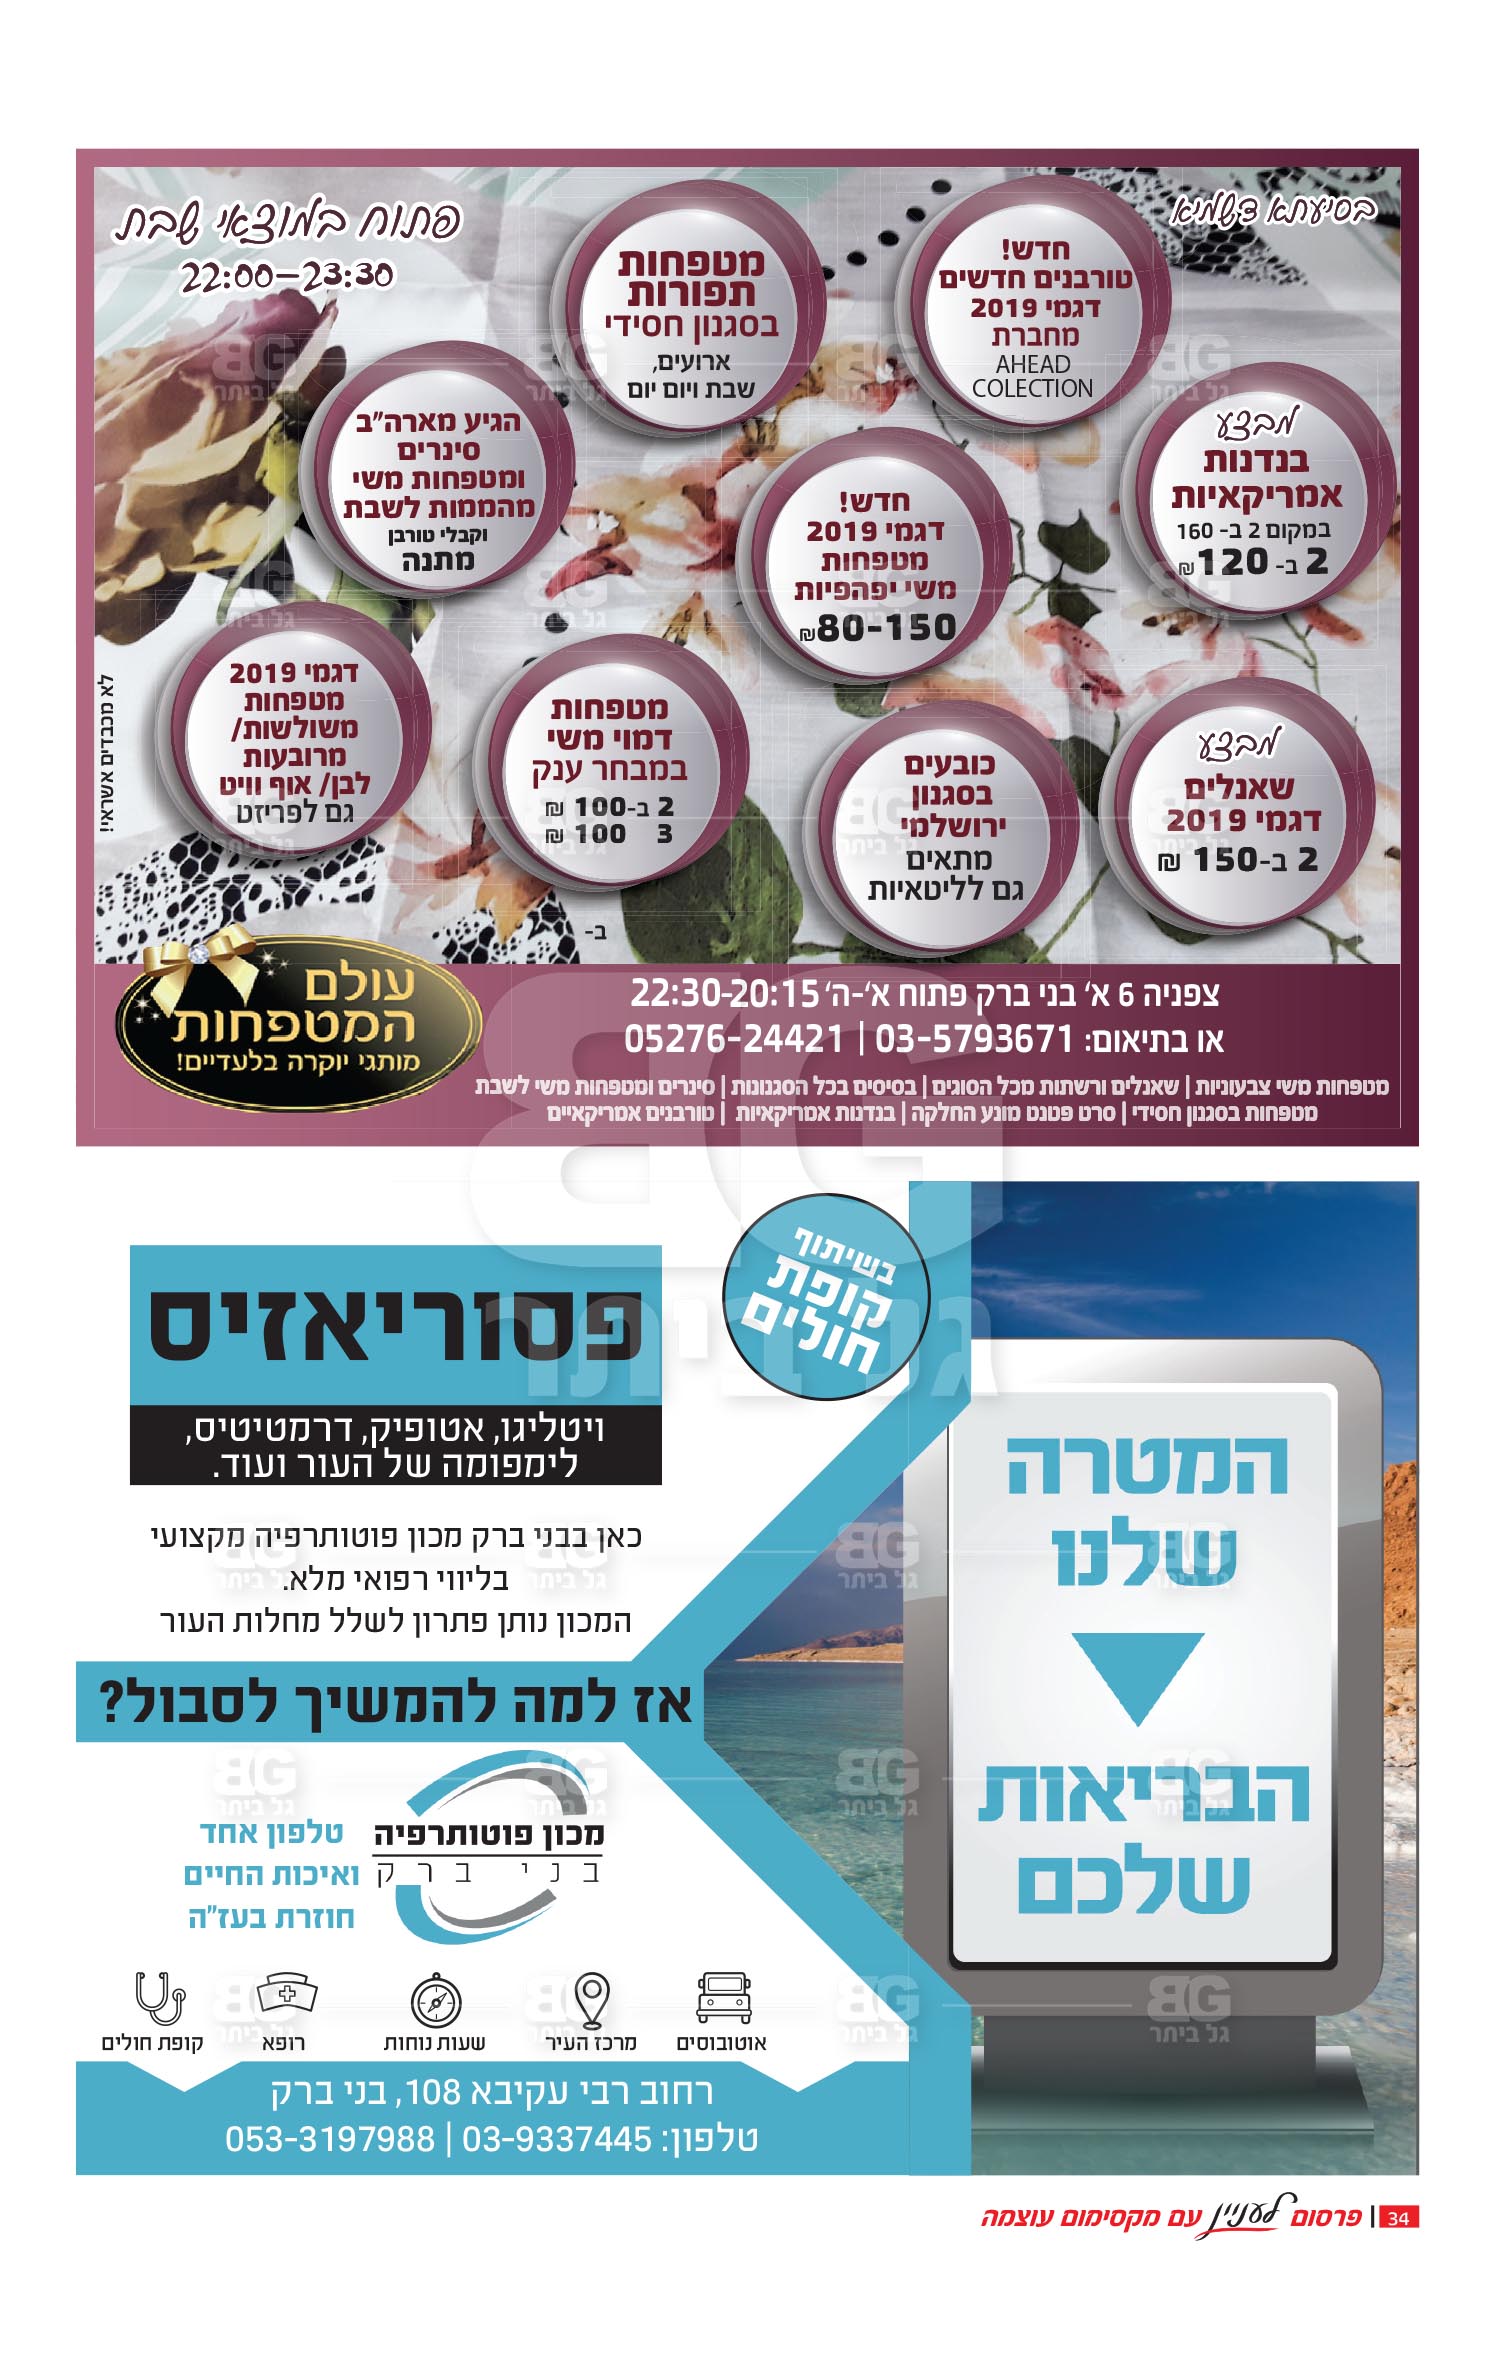 בסיעתא דשמיא
פתוח במוצאי שבת
22:00–23:30
חדש!
טורבנים חדשים
דגמי 2019
מחברת
AHEAD
COLECTION
מטפחות
תפורות
בסגנון חסידי
ארועים,
שבת ויום יום
מבצע
בנדנות
אמריקאיות
במקום 2 ב- 160
2 ב- 120 ₪
חדש!
דגמי 2019
מטפחות
משי יפהפיות
80-150 ₪
הגיע מארה"ב
סינרים
ומטפחות משי
מהממות לשבת
וקבלי טורבן
מתנה
מבצע
שאנלים
דגמי 2019
2 ב-150 ₪
כובעים
בסגנון
ירושלמי
מתאים
גם לליטאיות
מטפחות
דמוי משי
במבחר ענק
2 ב-100 ₪
3 100 ₪
ב-
דגמי 2019
מטפחות
משולשות/
מרובעות
לבן/ אוף וויט
גם לפריזט
לא מכבדים אשראי!
עולם
המטפחות
מותגי יוקרה בלעדיים!
צפניה 6 א' בני ברק פתוח א'-ה' 22:30-20:15
או בתיאום: 03-5793671 | 05276-24421
מטפחות משי צבעוניות | שאנלים ורשתות מכל הסוגים | בסיסים בכל הסגנונות | סינרים ומטפחות משי לשבת
מטפחות בסגנון חסידי | סרט פטנט מונע החלקה | בנדנות אמריקאיות | טורבנים אמריקאיים
BG
גל ביתר
בשיתוף
קופת
חולים
פסוריאזיס
ויטליגו, אטופיק, דרמטיטיס,
לימפומה של העור ועוד.
כאן בבני ברק מכון פוטותרפיה מקצועי
בליווי רפואי מלא.
המכון נותן פתרון לשלל מחלות העור
אז למה להמשיך לסבול?
המטרה
שלנו
הבריאות
שלכם
מכון פוטותרפיה
בני ברק
טלפון אחד
ואיכות החיים
חוזרת בעז"ה
אוטובוסים
מרכז העיר
שעות נוחות
רופא
קופת חולים
רחוב רבי עקיבא 108, בני ברק
טלפון: 03-9337445 | 053-3197988
34 | פרסום לעניין עם מקסימום עוצמה